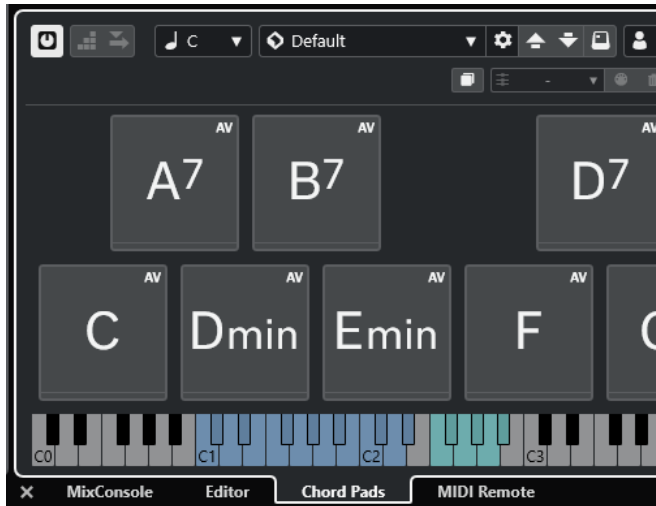 C Default
-
AV AV AV
A7 B7 D7
AV AV AV AV
C Dmin Emin F
C0 C1 C2 C3
MixConsole Editor Chord Pads MIDI Remote